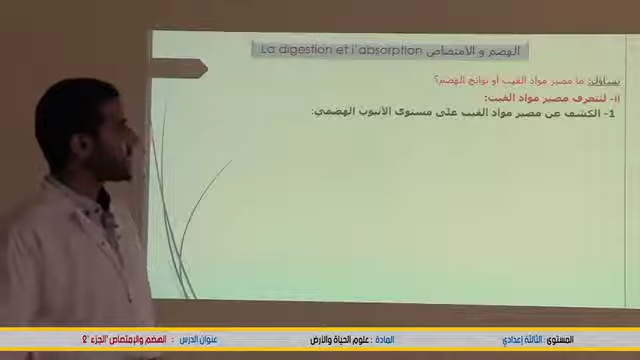 الهضم و الامتصاص La digestion et l'absorption
تساؤل: ما مصير مواد القيت أو نواتج الهضم؟
II- لنتعرف مصير مواد القيت:
1- الكشف عن مصير مواد القيت على مستوى الأنبوب الهضمي:
المستوى : الثالثة إعدادي
المادة : علوم الحياة والأرض
عنوان الدرس : الهضم والإمتصاص "الجزء 2"